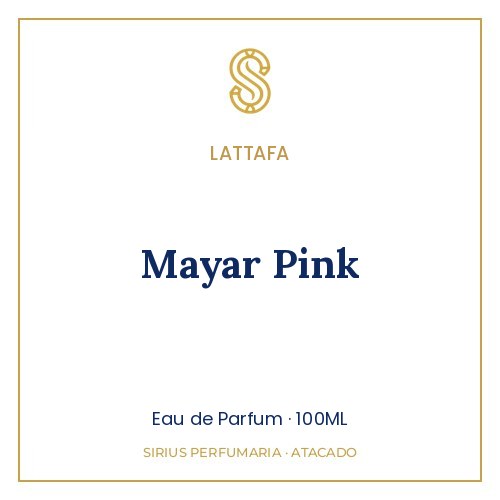 LATTAFA
Mayar Pink
Eau de Parfum · 100ML
SIRIUS PERFUMARIA · ATACADO